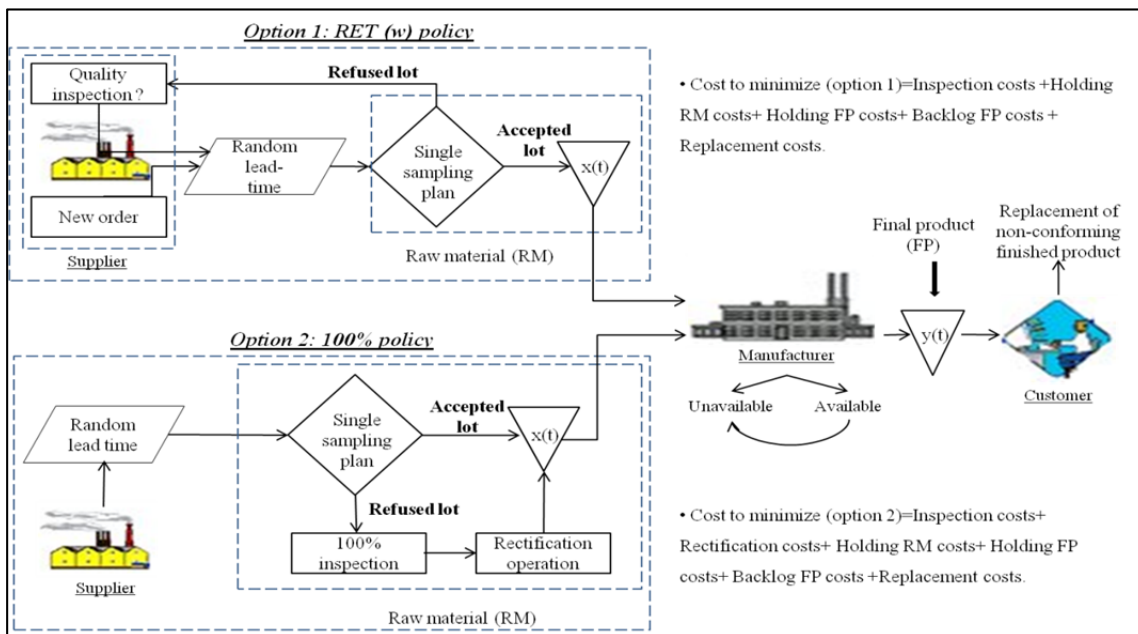 Option 1: RET (w) policy
Quality
inspection ?
New order
Supplier
Refused lot
Random
lead-
time
Single
sampling
plan
Accepted
lot
x(t)
Raw material (RM)
• Cost to minimize (option 1)=Inspection costs +Holding
RM costs+ Holding FP costs+ Backlog FP costs +
Replacement costs.
Final product
(FP)
Replacement of
non-conforming
finished product
Manufacturer
Unavailable
Available
y(t)
Customer
Option 2: 100% policy
Random
lead time
Supplier
Single
sampling
plan
Accepted
lot
x(t)
Refused lot
100%
inspection
Rectification
operation
Raw material (RM)
• Cost to minimize (option 2)=Inspection costs+
Rectification costs+ Holding RM costs+ Holding FP
costs+ Backlog FP costs +Replacement costs.